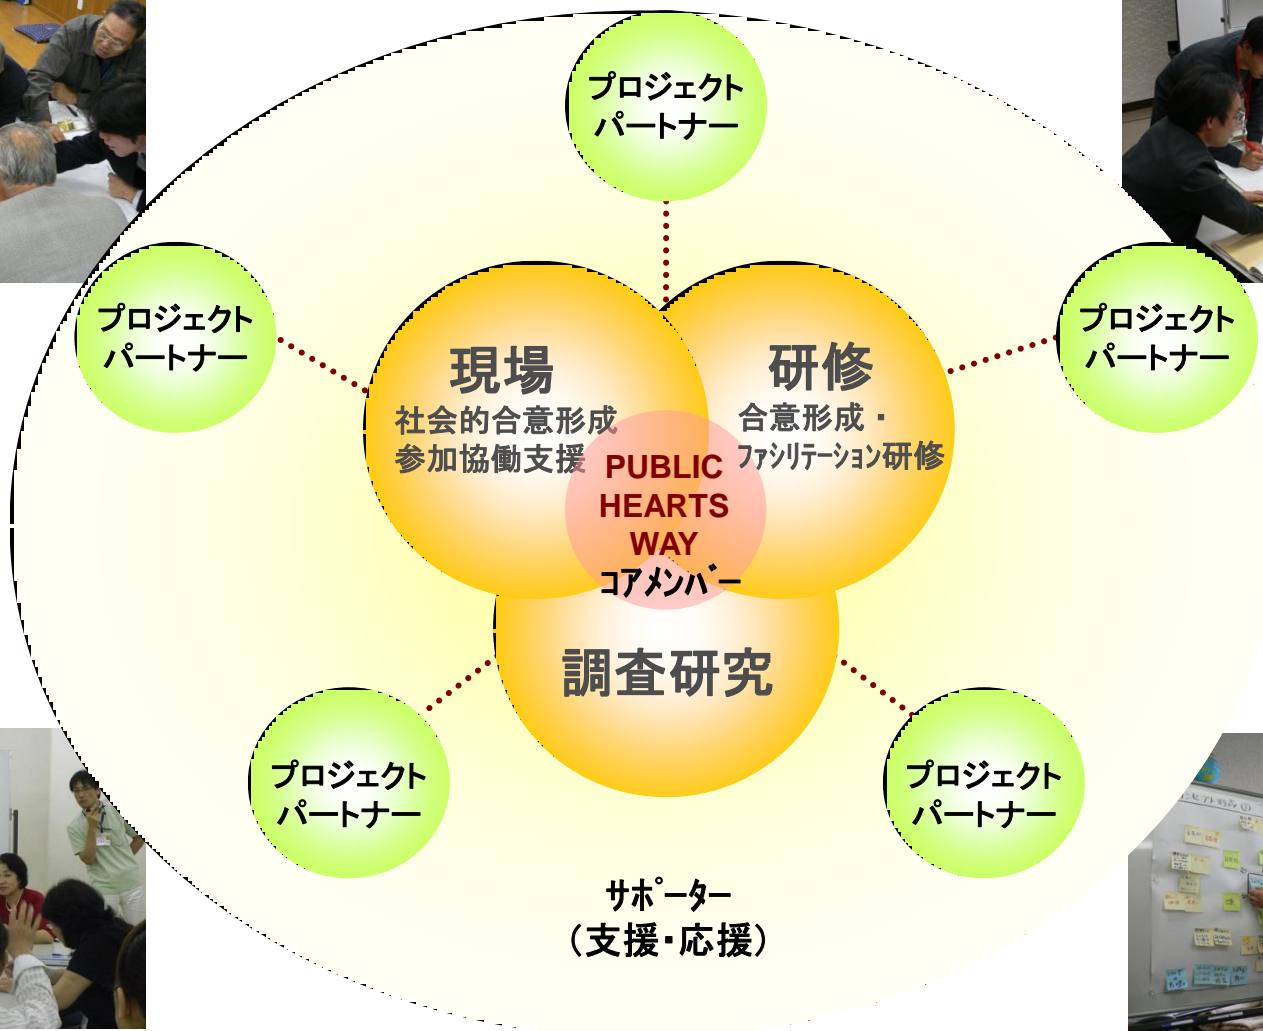 プロジェクト
パートナー
プロジェクト
パートナー
プロジェクト
パートナー
現場
社会的合意形成
参加協働支援
研修
合意形成・
ﾌｧｼﾘﾃｰｼｮﾝ研修
PUBLIC
HEARTS
WAY
コアメンバー
調査研究
プロジェクト
パートナー
プロジェクト
パートナー
サポーター
（支援・応援）